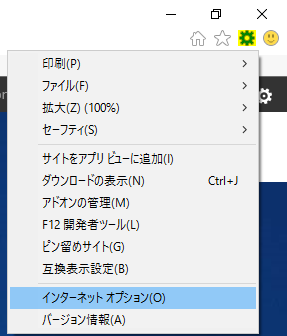 印刷(P)
ファイル(F)
拡大(Z) (100%)
セーフティ(S)
サイトをアプリ ビューに追加(I)
ダウンロードの表示(N) Ctrl+J
アドオンの管理(M)
F12 開発者ツール(L)
ピン留めサイト(G)
互換表示設定(B)
インターネット オプション(O)
バージョン情報(A)